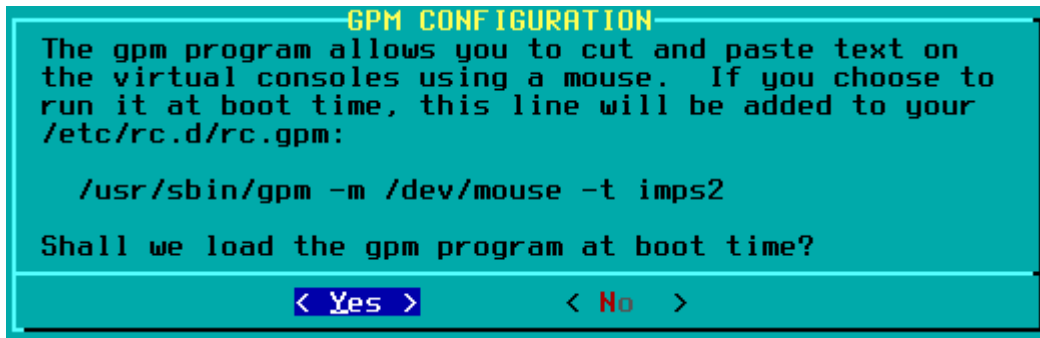 GPM CONFIGURATION
The gpm program allows you to cut and paste text on
the virtual consoles using a mouse.  If you choose to
run it at boot time, this line will be added to your
/etc/rc.d/rc.gpm:
/usr/sbin/gpm -m /dev/mouse -t imps2
Shall we load the gpm program at boot time?
< Yes > < No >